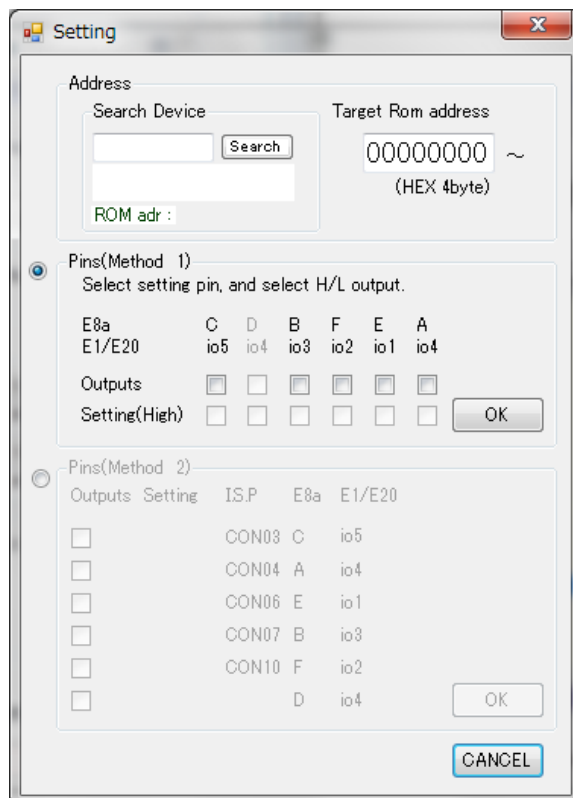 Setting
Address
Search Device
Target Rom address
Search
00000000 ～
(HEX 4byte)
ROM adr :
Pins(Method 1)
Select setting pin, and select H/L output.
E8a C D B F E A
E1/E20 io5 io4 io3 io2 io1 io4
Outputs
Setting(High)
OK
Pins(Method 2)
Outputs Setting I.S.P E8a E1/E20
CON03 C io5
CON04 A io4
CON06 E io1
CON07 B io3
CON10 F io2
D io4
OK
CANCEL